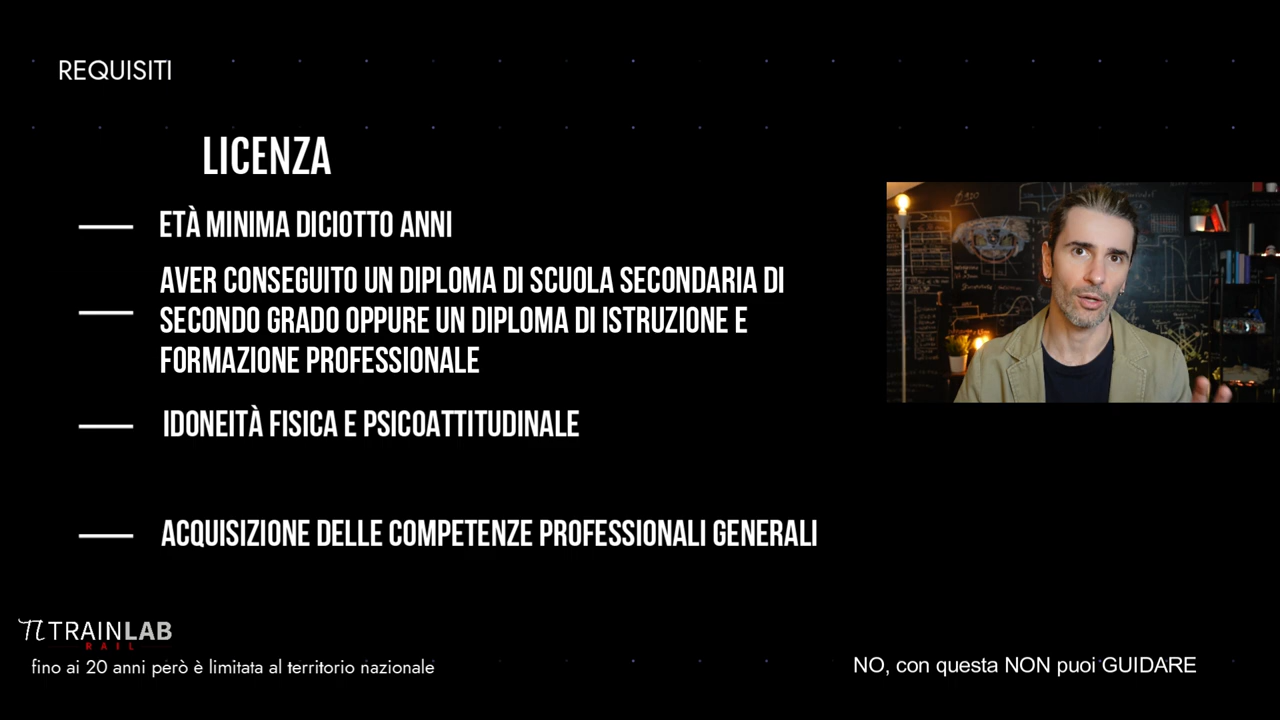 REQUISITI
LICENZA
ETÀ MINIMA DICIOTTO ANNI
AVER CONSEGUITO UN DIPLOMA DI SCUOLA SECONDARIA DI
SECONDO GRADO OPPURE UN DIPLOMA DI ISTRUZIONE E
FORMAZIONE PROFESSIONALE
IDONEITÀ FISICA E PSICOATTITUDINALE
ACQUISIZIONE DELLE COMPETENZE PROFESSIONALI GENERALI
πTRAINLAB
RAIL
fino ai 20 anni però è limitata al territorio nazionale
NO, con questa NON puoi GUIDARE